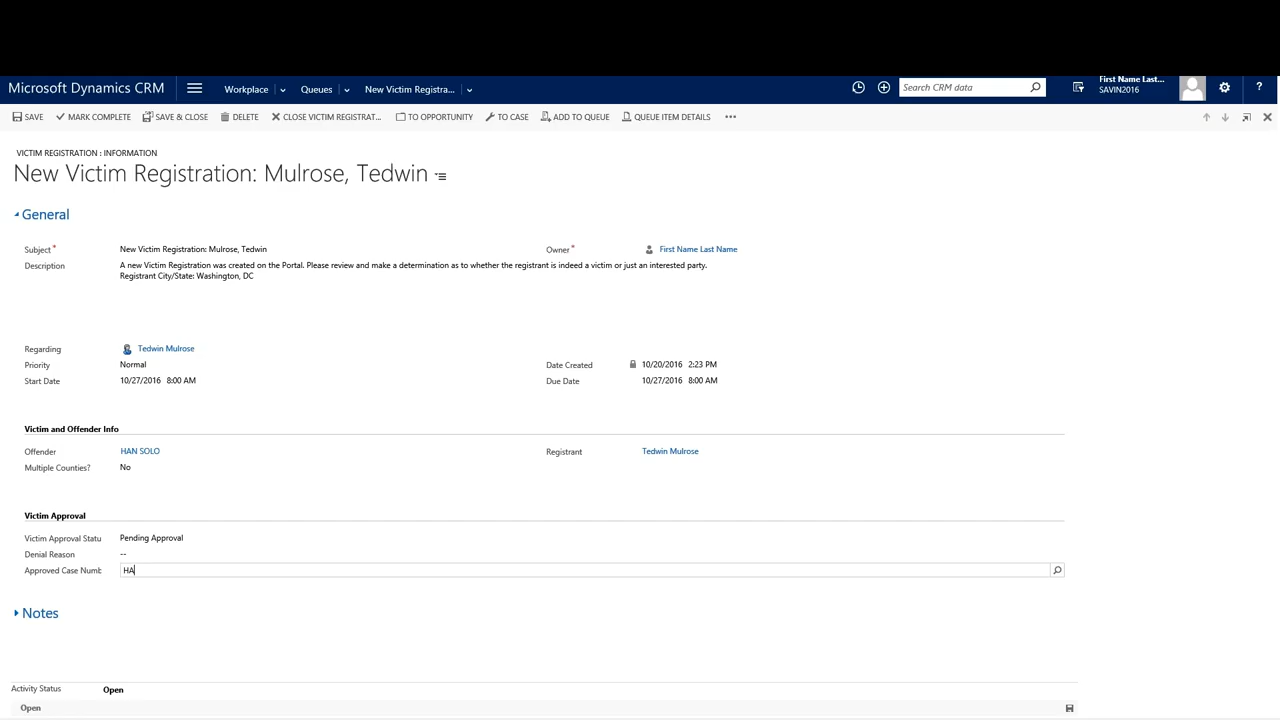 Microsoft Dynamics CRM Workplace Queues New Victim Registra... Search CRM data First Name Last... SAVIN2016 ?
SAVE MARK COMPLETE SAVE & CLOSE DELETE CLOSE VICTIM REGISTRAT... TO OPPORTUNITY TO CASE ADD TO QUEUE QUEUE ITEM DETAILS ...
VICTIM REGISTRATION : INFORMATION
New Victim Registration: Mulrose, Tedwin
General
Subject* New Victim Registration: Mulrose, Tedwin Owner* First Name Last Name
Description A new Victim Registration was created on the Portal. Please review and make a determination as to whether the registrant is indeed a victim or just an interested party.
Registrant City/State: Washington, DC
Regarding Tedwin Mulrose
Priority Normal Date Created 10/20/2016 2:23 PM
Start Date 10/27/2016 8:00 AM Due Date 10/27/2016 8:00 AM
Victim and Offender Info
Offender HAN SOLO Registrant Tedwin Mulrose
Multiple Counties? No
Victim Approval
Victim Approval Statu Pending Approval
Denial Reason --
Approved Case Numb HA
Notes
Activity Status Open
Open